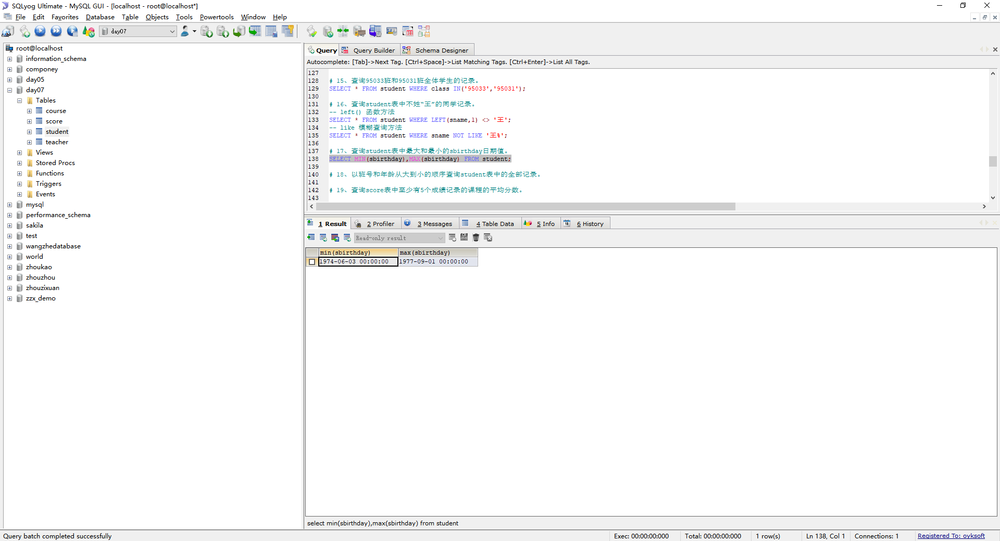 SQLyog Ultimate - MySQL GUI - [localhost - root@localhost*]
File Edit Favorites Database Table Objects Tools Powertools Window Help
day07
root@localhost
information_schema
componey
day05
day07
Tables
course
score
student
teacher
Views
Stored Procs
Functions
Triggers
Events
mysql
performance_schema
sakila
test
wangzhedatabase
world
zhoukao
zhouzhou
zhouzixuan
zzx_demo
Query Query Builder Schema Designer
Autocomplete: [Tab]->Next Tag. [Ctrl+Space]->List Matching Tags. [Ctrl+Enter]->List All Tags.
127
128 # 15、查询95033班和95031班全体学生的记录。
129 SELECT * FROM student WHERE class IN('95033','95031');
130
131 # 16、查询student表中不姓“王”的同学记录。
132 -- left() 函数方法
133 SELECT * FROM student WHERE LEFT(sname,1) <> '王';
134 -- like 模糊查询方法
135 SELECT * FROM student WHERE sname NOT LIKE '王%';
136
137 # 17、查询student表中最大和最小的sbirthday日期值。
138 SELECT MIN(sbirthday),MAX(sbirthday) FROM student;
139
140 # 18、以班号和年龄从大到小的顺序查询student表中的全部记录。
141
142 # 19、查询score表中至少有5个成绩记录的课程的平均分数。
143
1 Result 2 Profiler 3 Messages 4 Table Data 5 Info 6 History
Read-only result
min(sbirthday) max(sbirthday)
1974-06-03 00:00:00 1977-09-01 00:00:00
select min(sbirthday),max(sbirthday) from student
Query batch completed successfully Exec: 00:00:00:000 Total: 00:00:00:000 1 row(s) Ln 138, Col 1 Connections: 1 Registered To: oyksoft